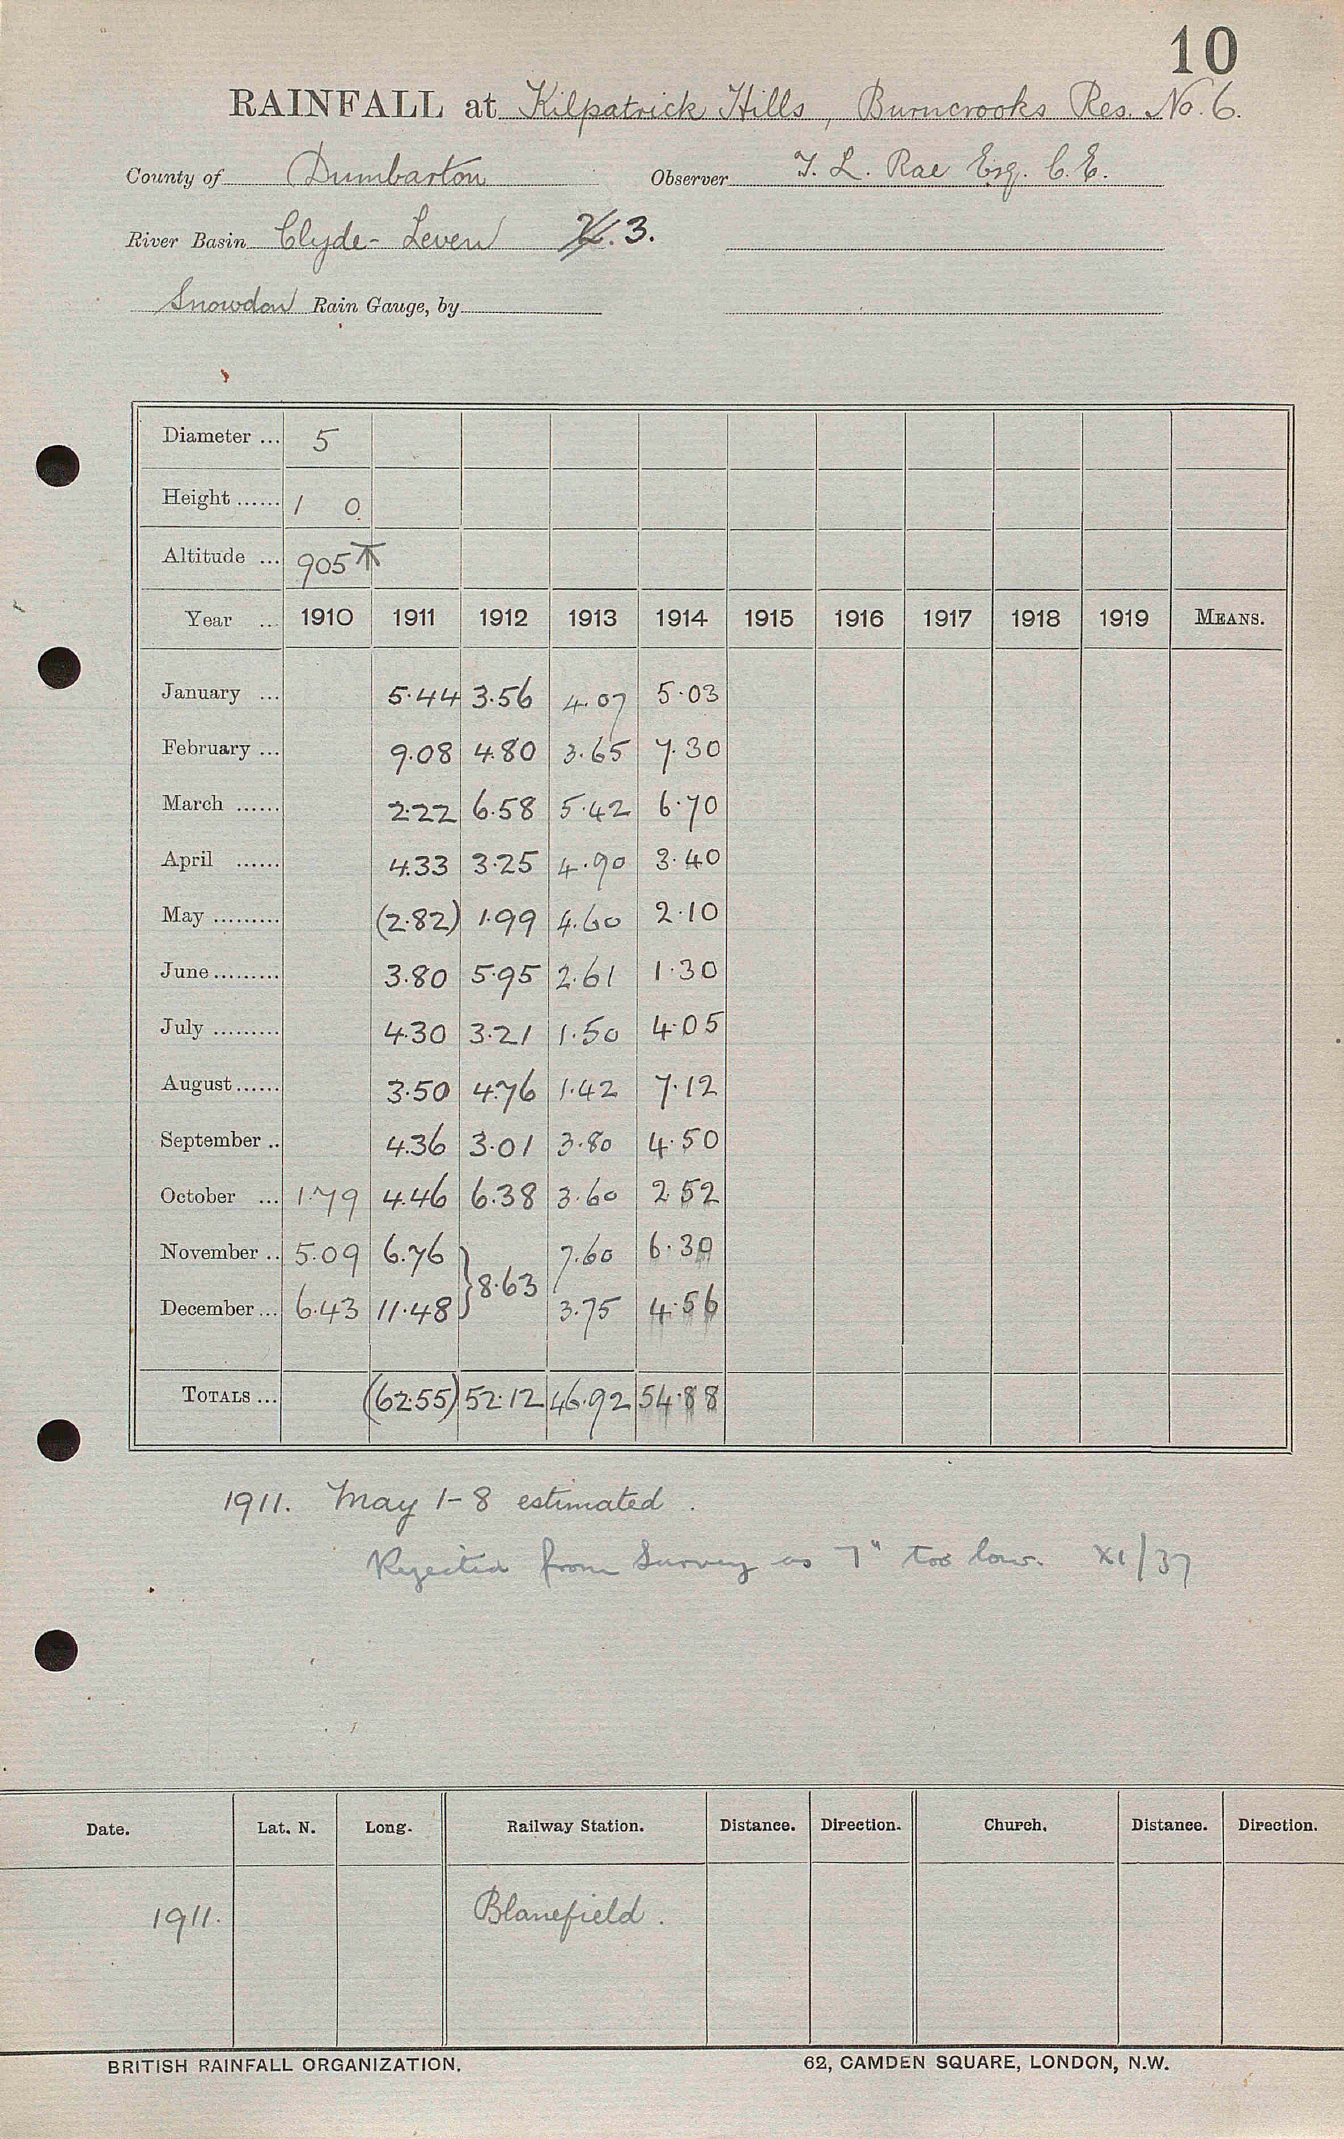 10
RAINFALL at Kilpatrick Hills, Burncrooks Res. No. 6.
County of Dumbarton Observer T. L. Rae Esq. C.E.
River Basin Clyde - Leven 3.
Snowdon Rain Gauge, by
Diameter ... 5
Height ...... 1 0
Altitude ... 905
Year ... 1910 1911 1912 1913 1914 1915 1916 1917 1918 1919 MEANS.
January ... 5.44 3.56 4.07 5.03
February ... 9.08 4.80 3.65 7.30
March ...... 2.22 6.58 5.42 6.70
April ...... 4.33 3.25 4.90 3.40
May ......... (2.82) 1.99 4.60 2.10
June ......... 3.80 5.95 2.61 1.30
July ......... 4.30 3.21 1.50 4.05
August ...... 3.50 4.76 1.42 7.12
September .. 4.36 3.01 3.80 4.50
October ... 1.79 4.46 6.38 3.60 2.52
November .. 5.09 6.76 } 8.63 7.60 6.30
December ... 6.43 11.48 3.75 4.56
TOTALS ... (62.55) 52.12 46.92 54.88
1911. May 1-8 estimated.
Rejected from Survey as 7" too low. XI/37
Date. Lat. N. Long. Railway Station. Distance. Direction. Church. Distance. Direction.
1911. Blanefield.
BRITISH RAINFALL ORGANIZATION. 62, CAMDEN SQUARE, LONDON, N.W.